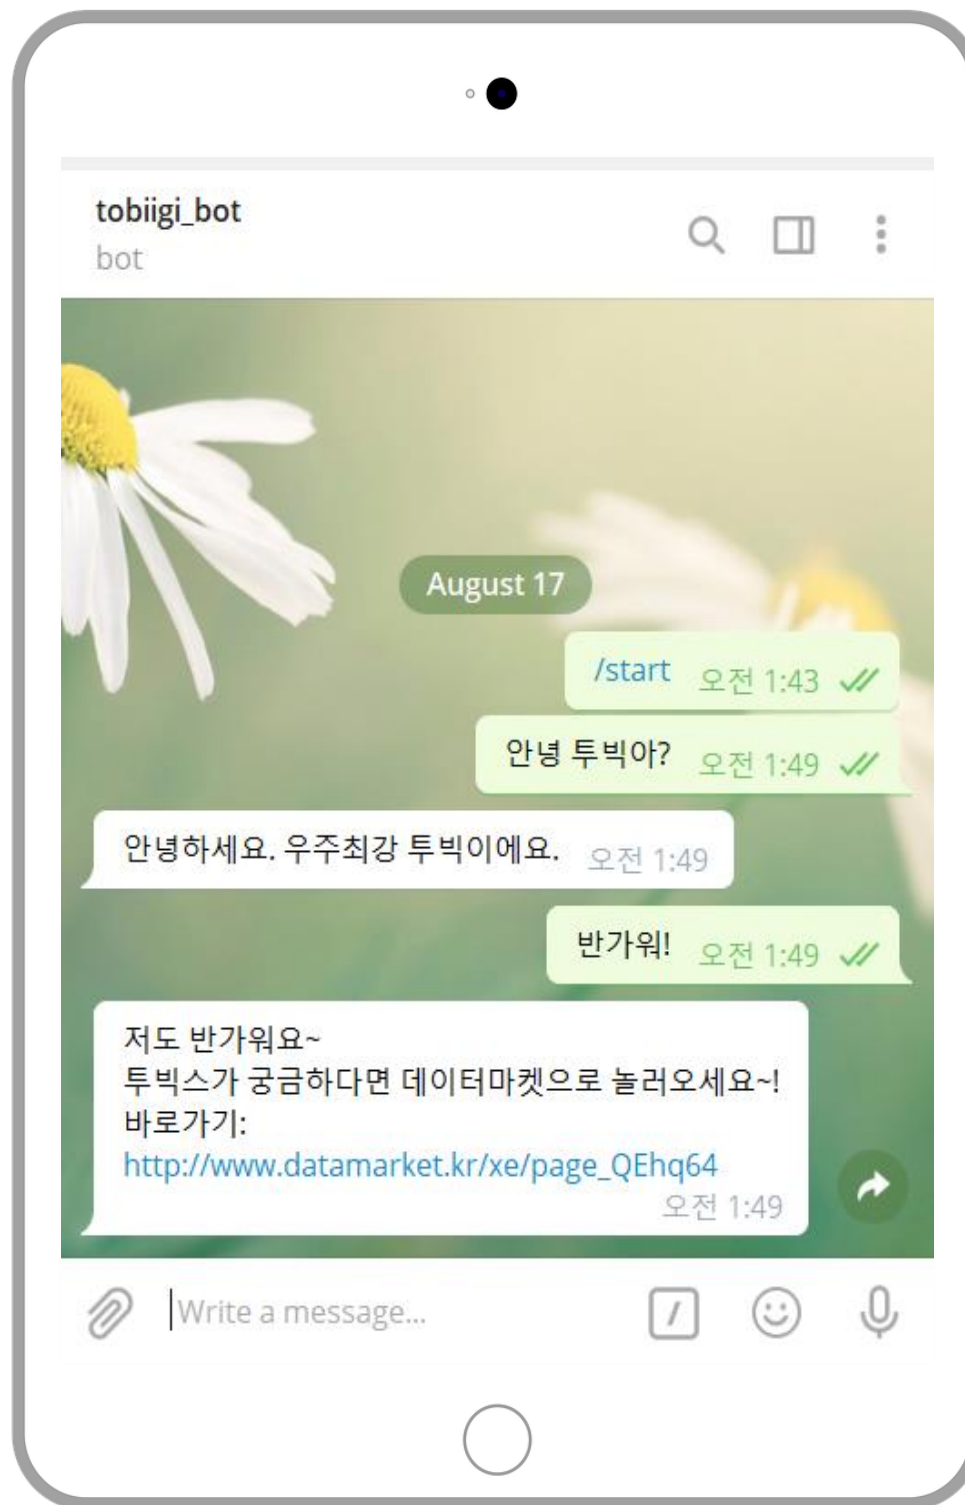 tobiigi_bot
bot
August 17
/start 오전 1:43
안녕 투빅아? 오전 1:49
안녕하세요. 우주최강 투빅이에요. 오전 1:49
반가워! 오전 1:49
저도 반가워요~
투빅스가 궁금하다면 데이터마켓으로 놀러오세요~!
바로가기:
http://www.datamarket.kr/xe/page_QEhq64
오전 1:49
Write a message...